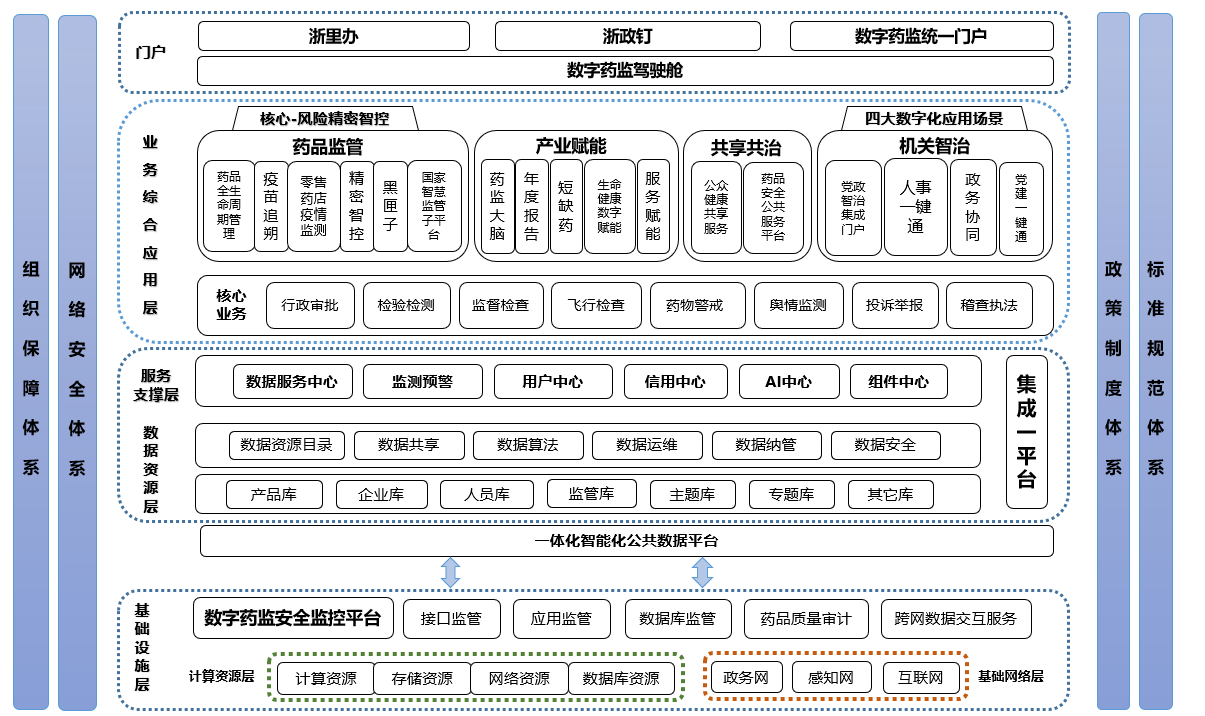 组织保障体系
网络安全体系
门户
浙里办
浙政钉
数字药监统一门户
数字药监驾驶舱
业务综合应用层
核心-风险精密智控
四大数字化应用场景
药品监管
药品
全生
命周
期管
理
疫苗追朔
零售
药店
疫情
监测
精密智控
黑匣子
国家
智慧
监管
子平
台
产业赋能
药监大脑
年度报告
短缺药
生命
健康
数字
赋能
服务赋能
共享共治
公众
健康
共享
服务
药品
安全
公共
服务
平台
机关智治
党政
智治
集成
门户
人事
一键
通
政务协同
党建一键通
核心
业务
行政审批
检验检测
监督检查
飞行检查
药物警戒
舆情监测
投诉举报
稽查执法
服务
支撑层
数据服务中心
监测预警
用户中心
信用中心
AI中心
组件中心
集成一平台
数据资源层
数据资源目录
数据共享
数据算法
数据运维
数据纳管
数据安全
产品库
企业库
人员库
监管库
主题库
专题库
其它库
一体化智能化公共数据平台
基础设施层
数字药监安全监控平台
接口监管
应用监管
数据库监管
药品质量审计
跨网数据交互服务
计算资源层
计算资源
存储资源
网络资源
数据库资源
政务网
感知网
互联网
基础网络层
政策制度体系
标准规范体系